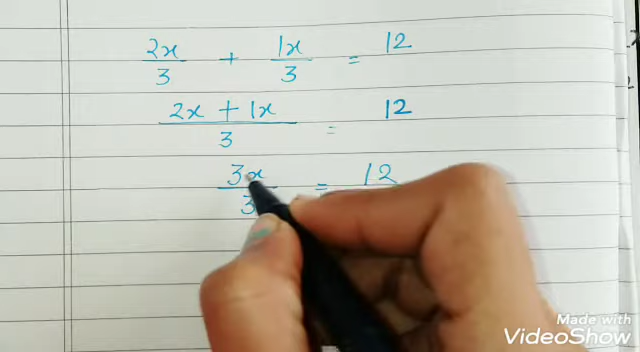 2x/3 + 1x/3 = 12
2x + 1x/3 = 12
3x/3 = 12
Made with
VideoShow